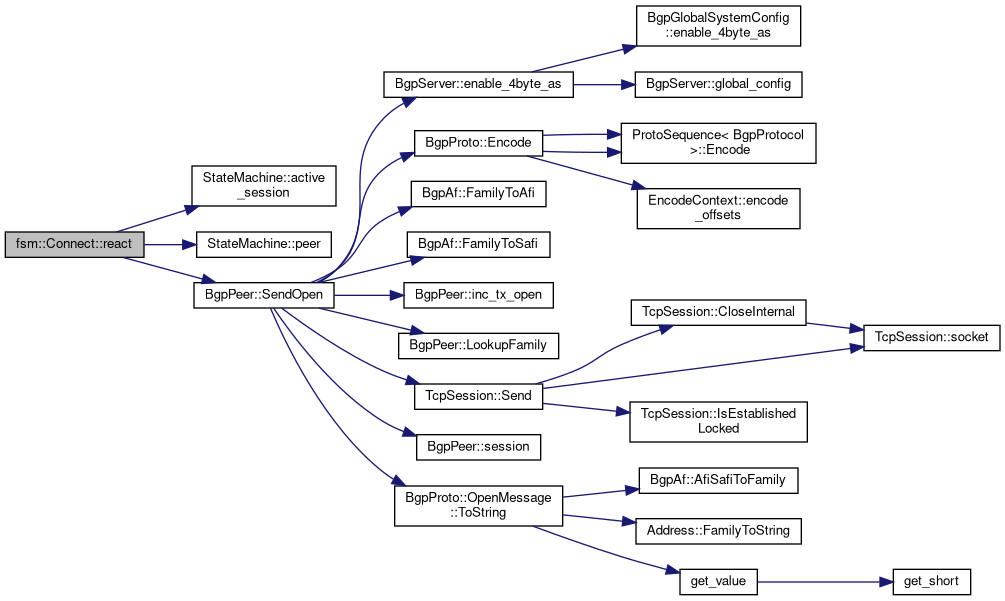 fsm::Connect::react
StateMachine::active
_session
StateMachine::peer
BgpPeer::SendOpen
BgpServer::enable_4byte_as
BgpProto::Encode
BgpAf::FamilyToAfi
BgpAf::FamilyToSafi
BgpPeer::inc_tx_open
BgpPeer::LookupFamily
TcpSession::Send
BgpPeer::session
BgpProto::OpenMessage
::ToString
BgpGlobalSystemConfig
::enable_4byte_as
BgpServer::global_config
ProtoSequence< BgpProtocol
>::Encode
EncodeContext::encode
_offsets
TcpSession::CloseInternal
TcpSession::IsEstablished
Locked
BgpAf::AfiSafiToFamily
Address::FamilyToString
get_value
TcpSession::socket
get_short